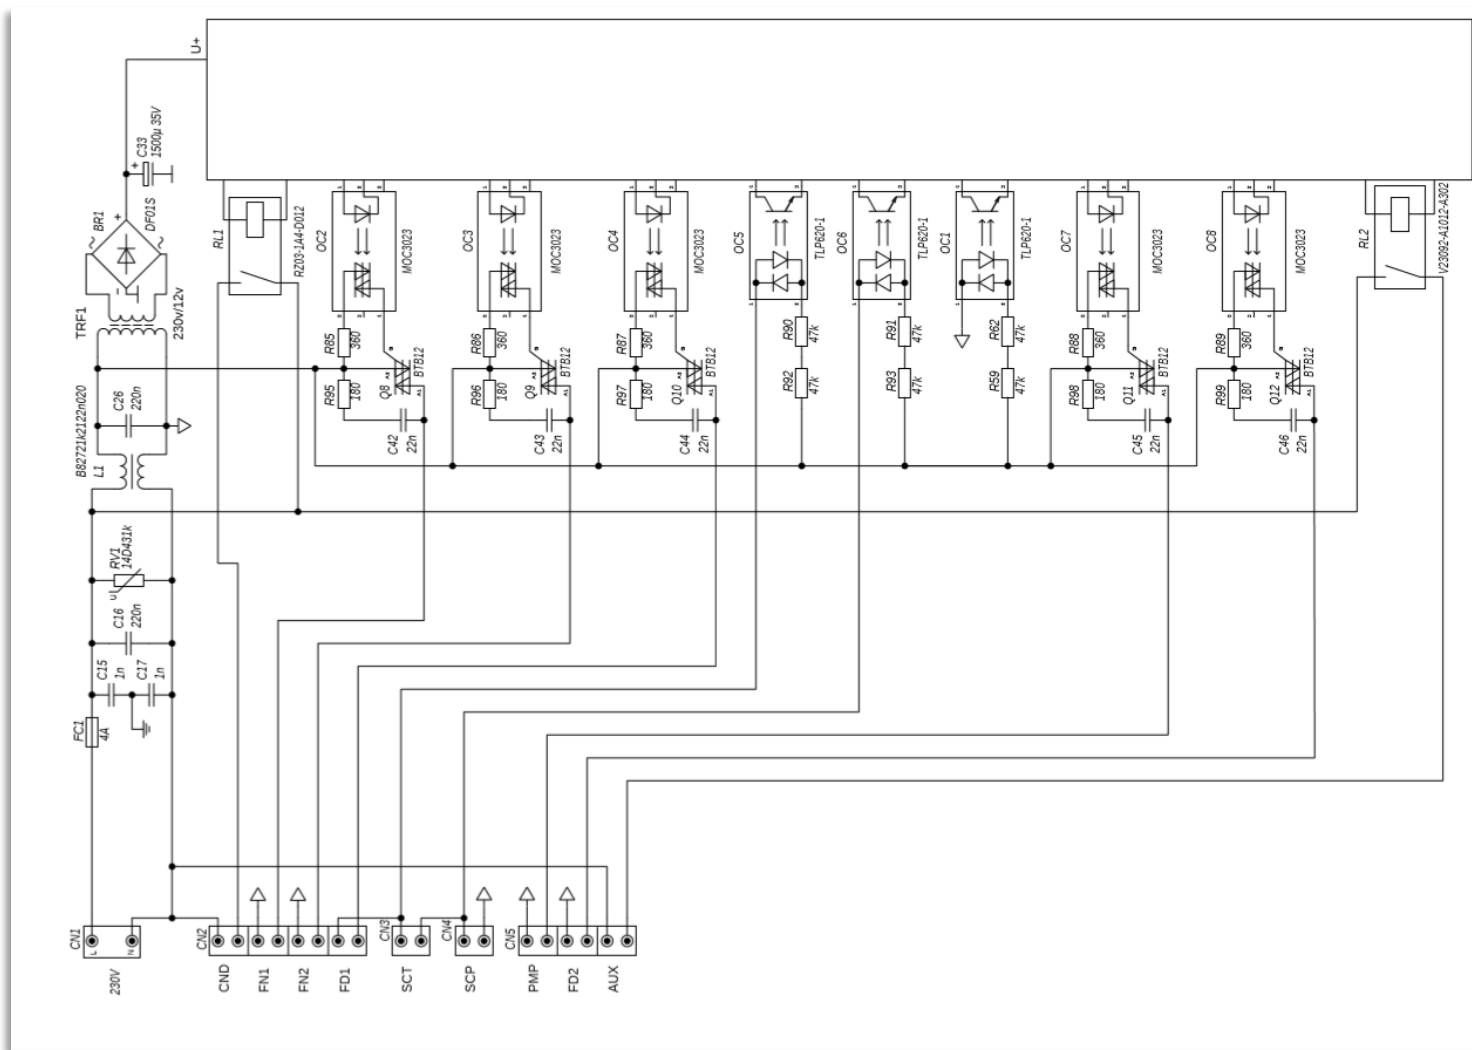 U+
C33
1500µ 35V
+
BR1
DF01S
+
-
TRF1
230v/12v
RL1
RZ03-1A4-D012
OC2
MOC3023
OC3
MOC3023
OC4
MOC3023
OC5
TLP620-1
OC6
TLP620-1
OC1
TLP620-1
OC7
MOC3023
OC8
MOC3023
RL2
V23092-A1012-A302
R85
360
R86
360
R87
360
R90
47k
R91
47k
R62
47k
R88
360
R89
360
R95
180
Q8
BTB12
R96
180
Q9
BTB12
R97
180
Q10
BTB12
R92
47k
R93
47k
R59
47k
R98
180
Q11
BTB12
R99
180
Q12
BTB12
C42
22n
C43
22n
C44
22n
C45
22n
C46
22n
B82721k2122n020
L1
C26
220n
RV1
14D431k
U
C16
220n
C15
1n
C17
1n
FC1
4A
CN1
L
N
230V
CN2
CND
FN1
FN2
FD1
CN3
SCT
CN4
SCP
CN5
PMP
FD2
AUX